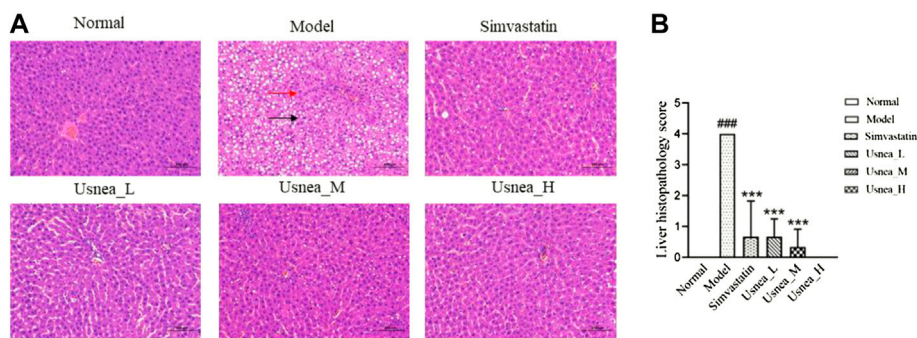 A
Normal
Model
Simvastatin
Usnea_L
Usnea_M
Usnea_H
B
Liver histopathology score
5
4
3
2
1
0
###
***
***
***
Normal
Model
Simvastatin
Usnea_L
Usnea_M
Usnea_H
Normal
Model
Simvastatin
Usnea_L
Usnea_M
Usnea_H